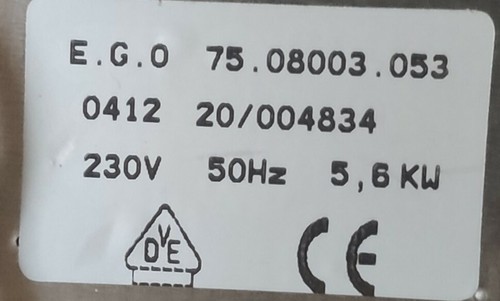 E.G.O 75.08003.053
0412 20/004834
230V 50Hz 5,6 KW
DVE CE